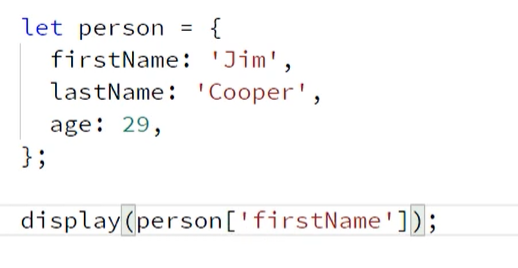 let person = {
  firstName: 'Jim',
  lastName: 'Cooper',
  age: 29,
};

display(person['firstName']);